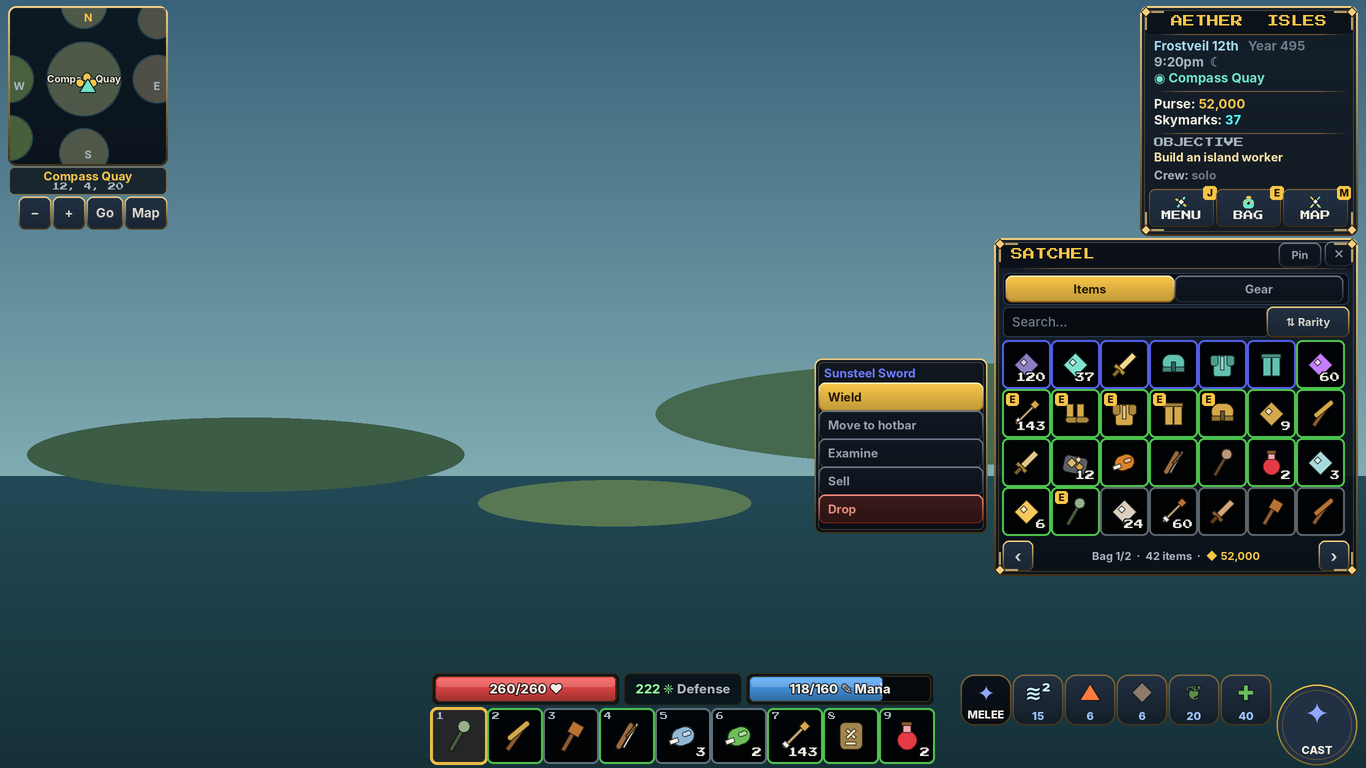 N
W
Compa Quay
E
S
Compass Quay
12, 4, 20
−
+
Go
Map
AETHER ISLES
Frostveil 12th Year 495
9:20pm ☾
◉ Compass Quay
Purse: 52,000
Skymarks: 37
OBJECTIVE
Build an island worker
Crew: solo
J
MENU
E
BAG
M
MAP
SATCHEL
Pin
×
Items
Gear
Search...
⇅ Rarity
120
37
60
E
143
E
E
E
E
9
12
2
3
6
E
24
60
‹
Bag 1/2 · 42 items · ◆ 52,000
›
Sunsteel Sword
Wield
Move to hotbar
Examine
Sell
Drop
260/260 ♥
222 Defense
118/160 ✎ Mana
1
2
3
4
5
3
6
2
7
143
8
9
2
MELEE
2
15
6
6
20
40
CAST